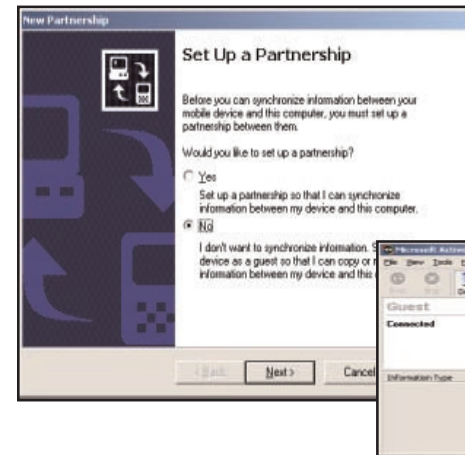 New Partnership
Set Up a Partnership
Before you can synchronize information between your
mobile device and this computer, you must set up a
partnership between them.
Would you like to set up a partnership?
Yes
Set up a partnership so that I can synchronize
information between my device and this computer.
No
I don't want to synchronize information. S
device as a guest so that I can copy or
information between my device and this
< Back
Next >
Cancel
Microsoft Activ
File View Tools
Guest
Connected
Information Type